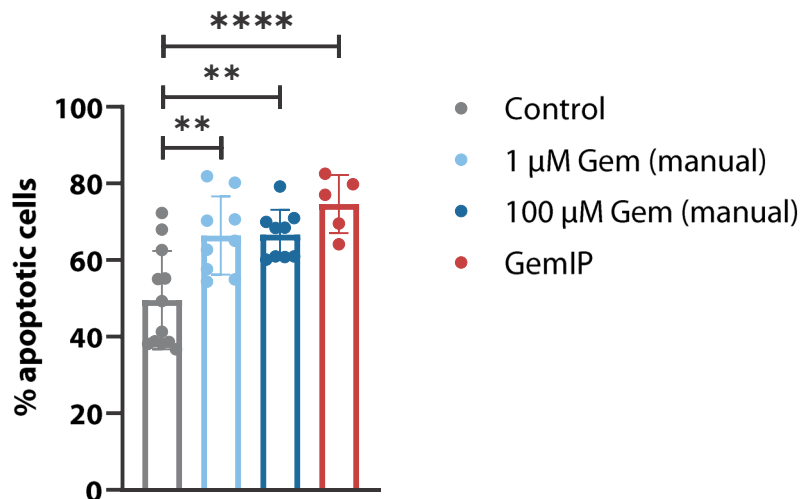 ****
**
**
% apoptotic cells
100
80
60
40
20
0
Control
1 µM Gem (manual)
100 µM Gem (manual)
GemIP